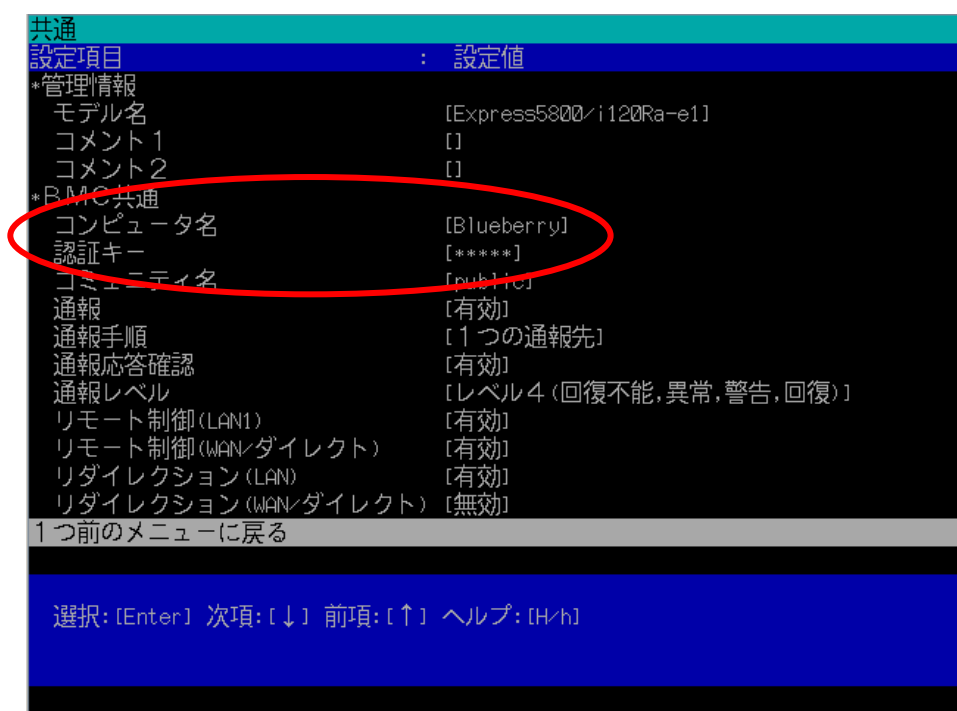 共通
設定項目 : 設定値
*管理情報
モデル名 [Express5800/i120Ra-e1]
コメント1 []
コメント2 []
*BMC共通
コンピュータ名 [Blueberry]
認証キー [*****]
コミュニティ名 [public]
通報 [有効]
通報手順 [1つの通報先]
通報応答確認 [有効]
通報レベル [レベル4(回復不能,異常,警告,回復)]
リモート制御(LAN1) [有効]
リモート制御(WAN/ダイレクト) [有効]
リダイレクション(LAN) [有効]
リダイレクション(WAN/ダイレクト) [無効]
1つ前のメニューに戻る
選択:[Enter] 次項:[↓] 前項:[↑] ヘルプ:[H/h]